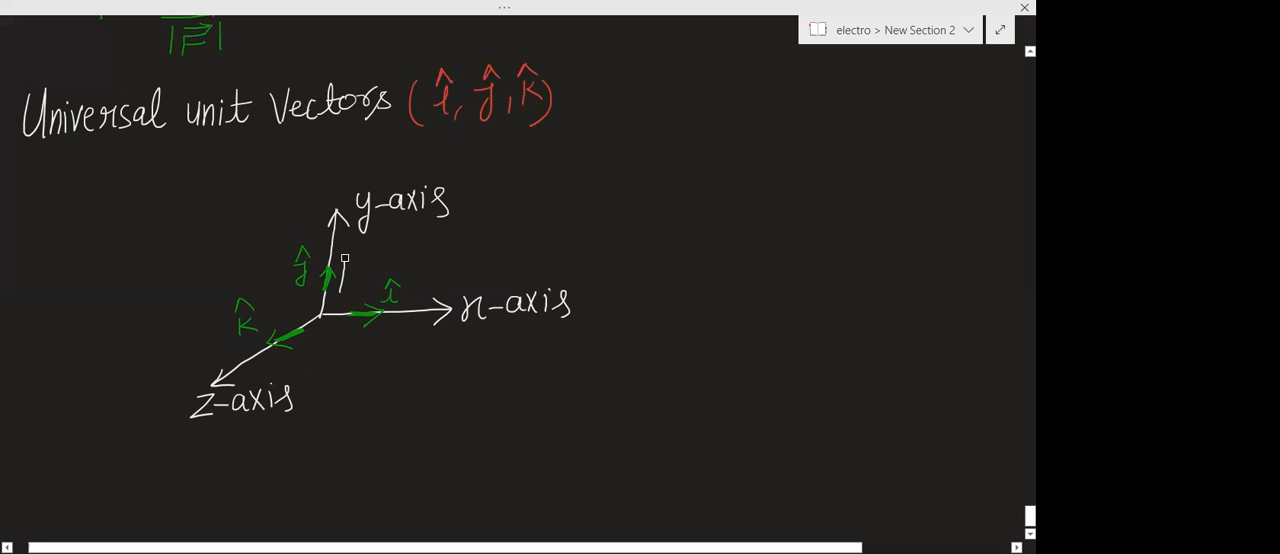 electro > New Section 2
|F|
Universal unit Vectors (î, ĵ, k̂)
y-axis
ĵ
î
x-axis
k̂
Z-axis